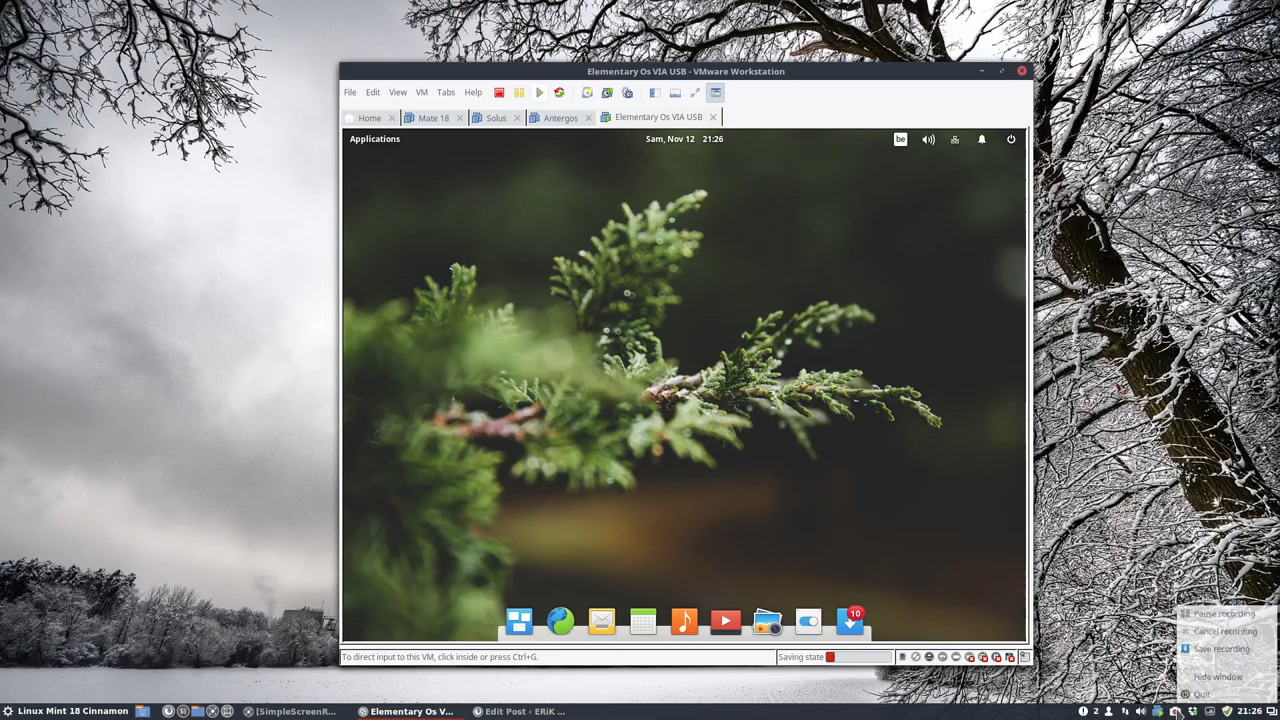 Elementary Os VIA USB - VMware Workstation
File Edit View VM Tabs Help
Home Mate 18 Solus Antergos Elementary Os VIA USB
Applications Sam, Nov 12 21:26 be
10
To direct input to this VM, click inside or press Ctrl+G. Saving state
Pause recording
Cancel recording
Save recording
Hide window
Quit
Linux Mint 18 Cinnamon [SimpleScreenR... Elementary Os V... Edit Post ‹ ERiK ... 2 21:26